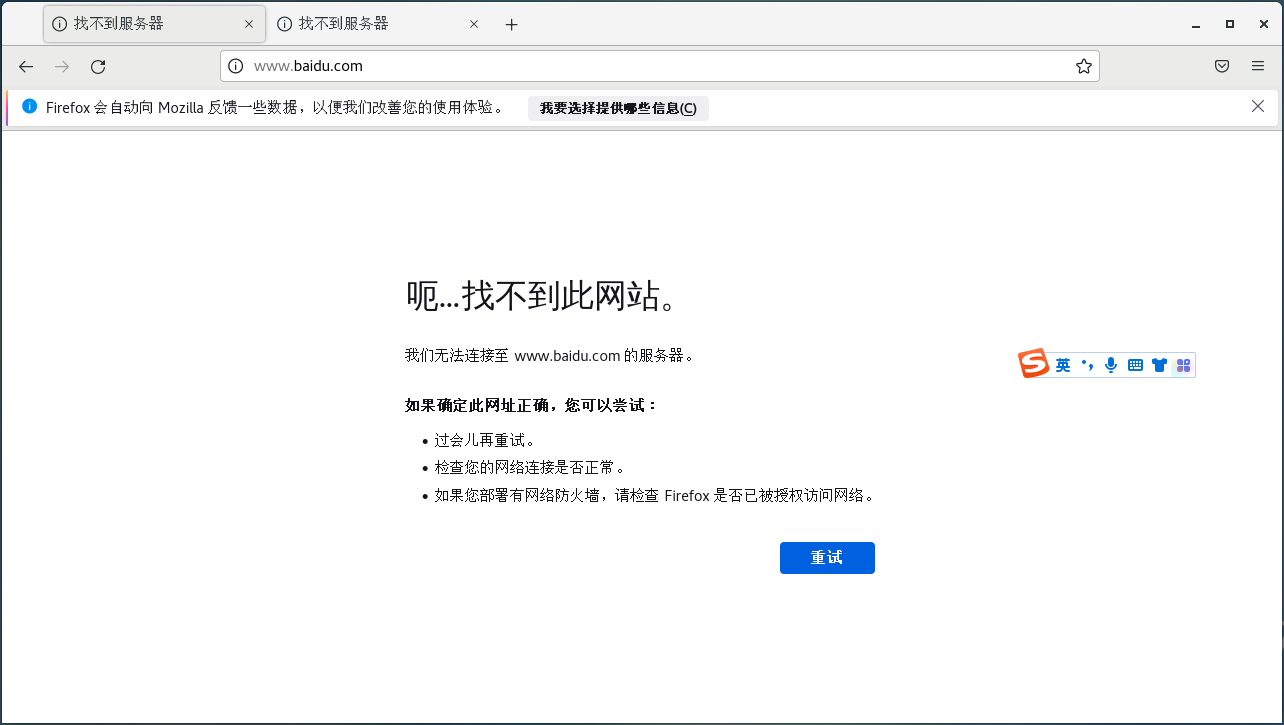 找不到服务器
找不到服务器
www.baidu.com
Firefox 会自动向 Mozilla 反馈一些数据，以便我们改善您的使用体验。 我要选择提供哪些信息(C)
呃...找不到此网站。
我们无法连接至 www.baidu.com 的服务器。
如果确定此网址正确，您可以尝试：
• 过会儿再重试。
• 检查您的网络连接是否正常。
• 如果您部署有网络防火墙，请检查 Firefox 是否已被授权访问网络。
重试
S 英